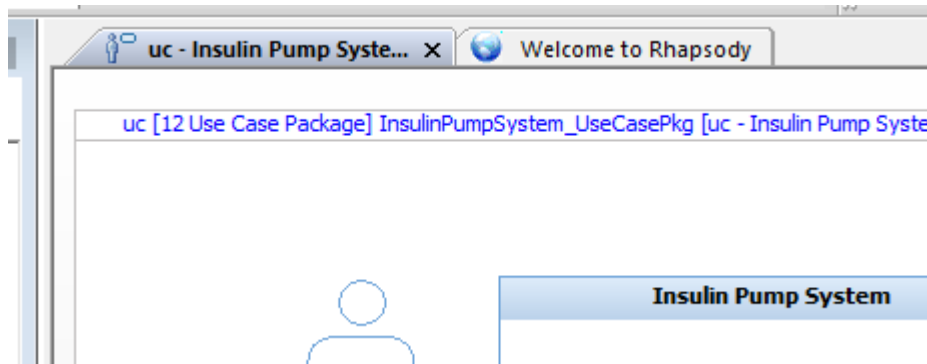 uc - Insulin Pump Syste...
Welcome to Rhapsody
uc [12 Use Case Package] InsulinPumpSystem_UseCasePkg [uc - Insulin Pump Syste
Insulin Pump System